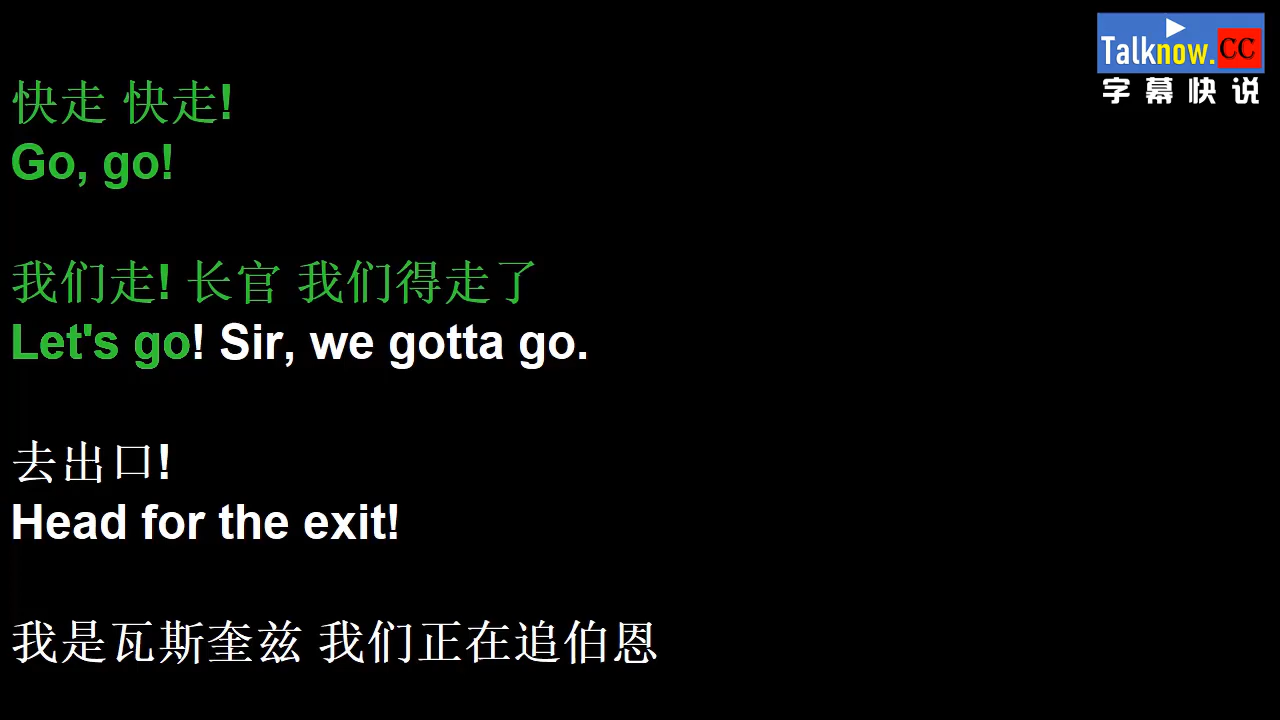 Talknow.CC
字幕快说
快走 快走!
Go, go!
我们走! 长官 我们得走了
Let's go! Sir, we gotta go.
去出口!
Head for the exit!
我是瓦斯奎兹 我们正在追伯恩